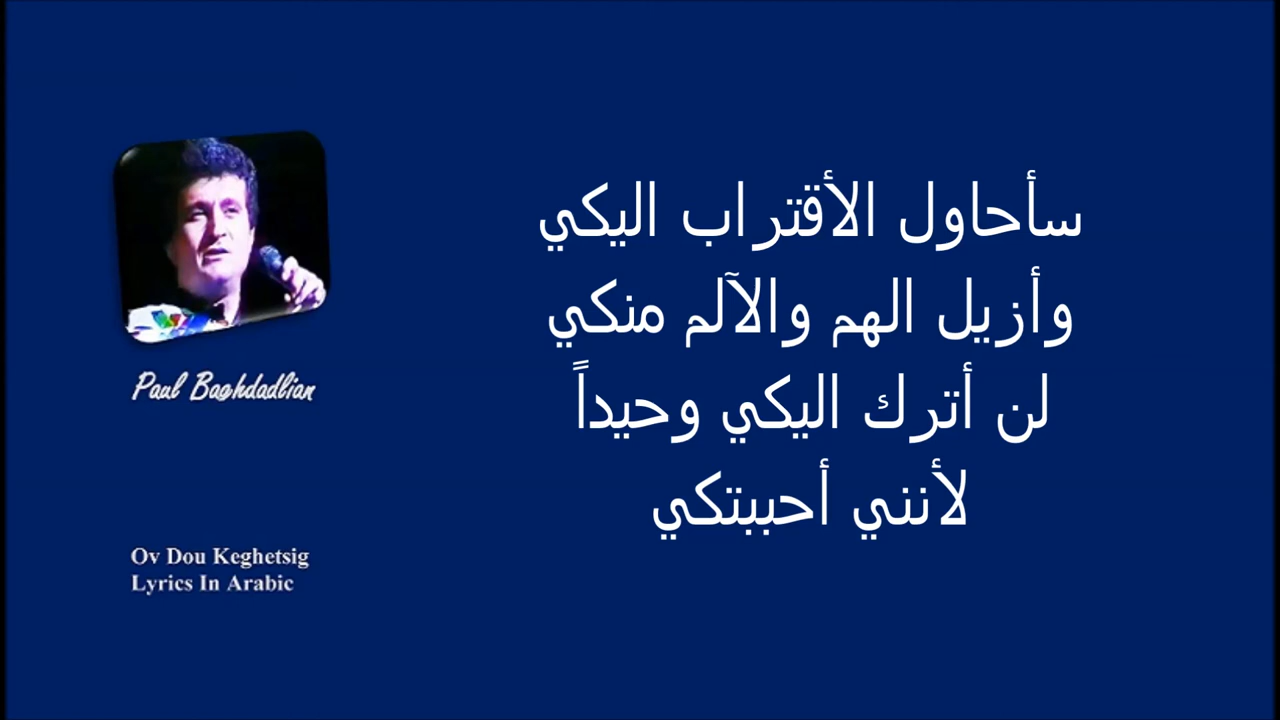 سأحاول الأقتراب اليكي
وأزيل الهم والآلم منكي
لن أترك اليكي وحيداً
لأنني أحببتكي
Paul Baghdadlian
Ov Dou Keghetsig
Lyrics In Arabic